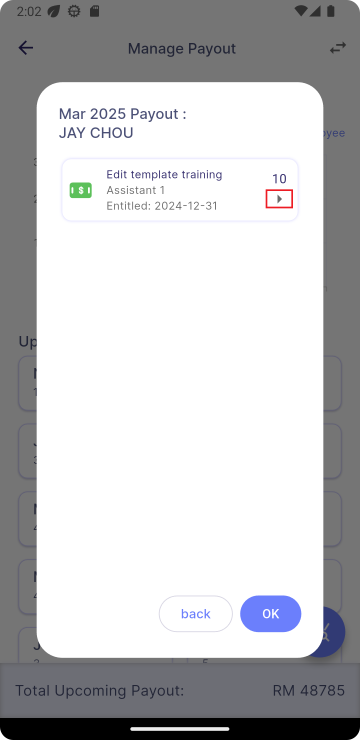 2:02
Manage Payout
Mar 2025 Payout :
JAY CHOU
Edit template training
Assistant 1
Entitled: 2024-12-31
10
back
OK
Total Upcoming Payout:
RM 48785